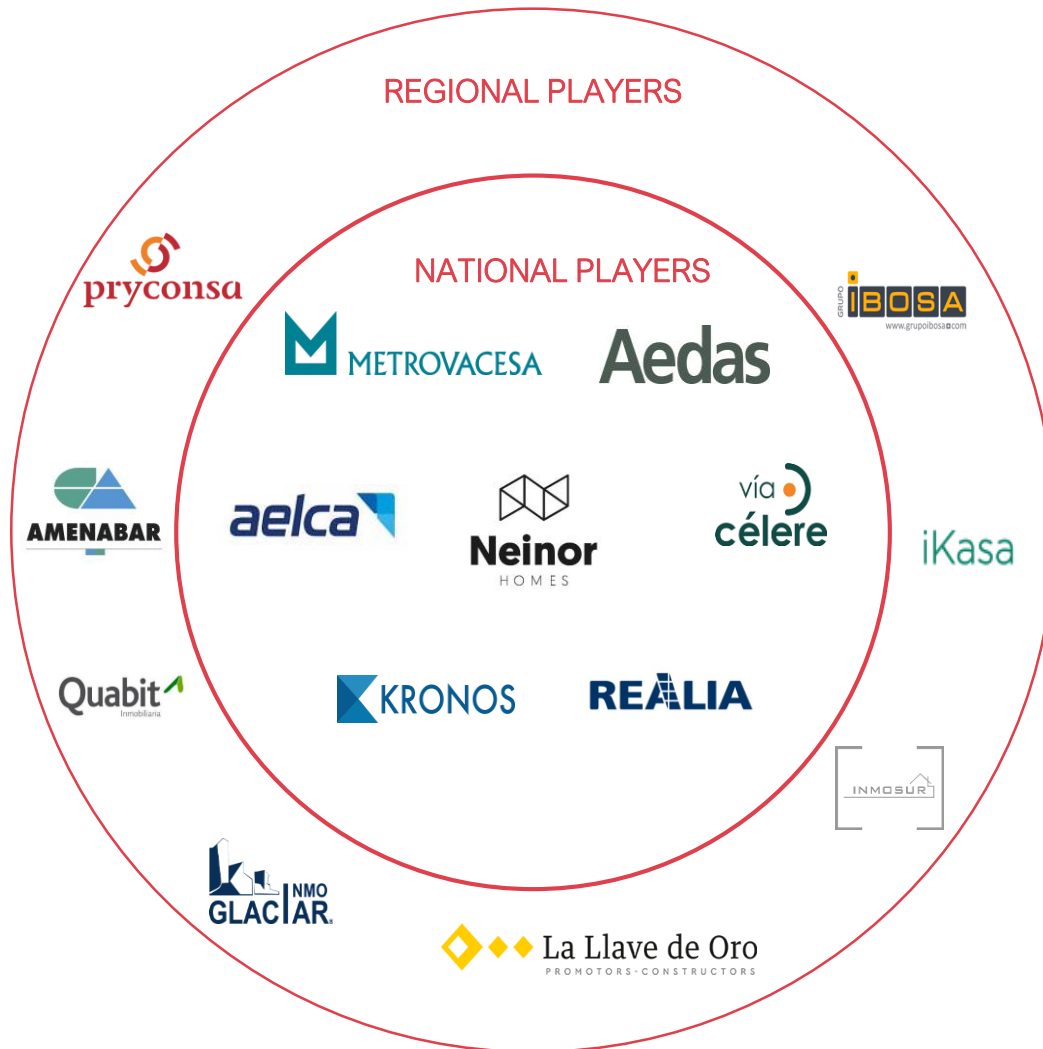 REGIONAL PLAYERS
pryconsa
NATIONAL PLAYERS
GRUPO
iBOSA
www.grupoibosa.com
METROVACESA
Aedas
AMENABAR
aelca
Neinor
HOMES
vía
célere
iKasa
Quabit
Inmobiliaria
KRONOS
REALIA
INMOSUR
INMO
GLACIAR
La Llave de Oro
PROMOTORS-CONSTRUCTORS